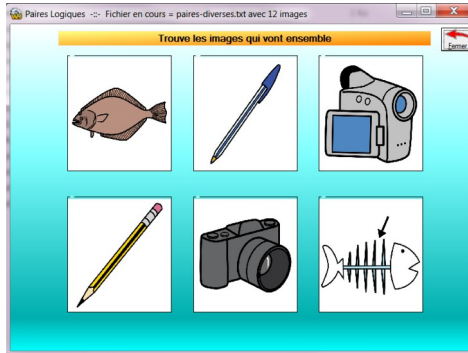 Paires Logiques -::- Fichier en cours = paires-diverses.txt avec 12 images
Trouve les images qui vont ensemble
Fermer